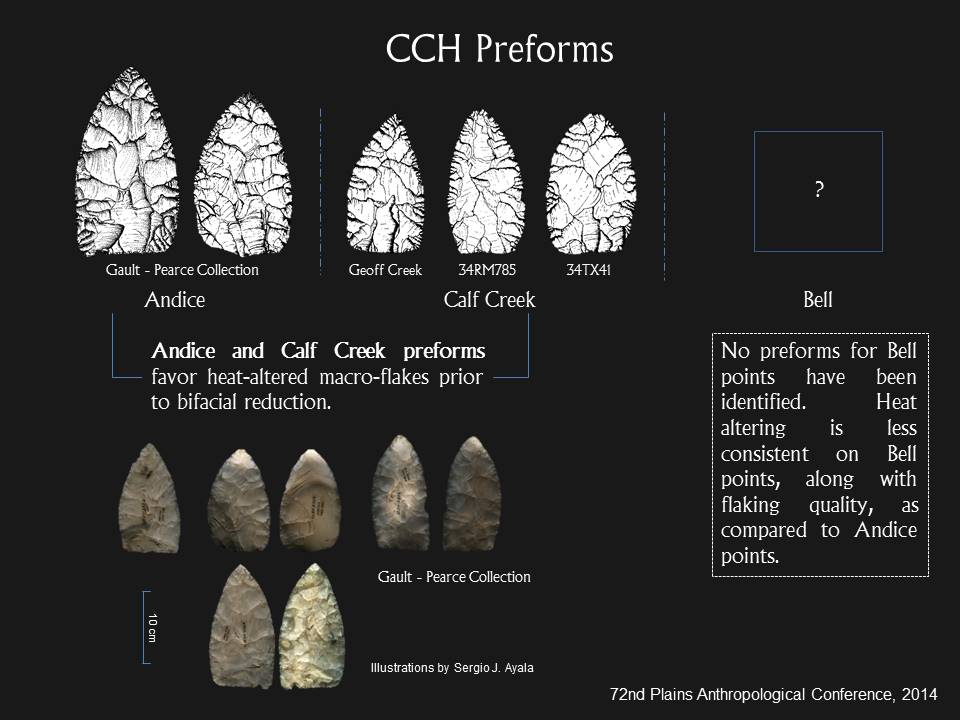 CCH Preforms
Gault - Pearce Collection
Geoff Creek
34RM785
34TX41
?
Andice
Calf Creek
Bell
Andice and Calf Creek preforms
favor heat-altered macro-flakes prior
to bifacial reduction.
No preforms for Bell
points have been
identified. Heat
altering is less
consistent on Bell
points, along with
flaking quality, as
compared to Andice
points.
Gault - Pearce Collection
10 cm
Illustrations by Sergio J. Ayala
72nd Plains Anthropological Conference, 2014